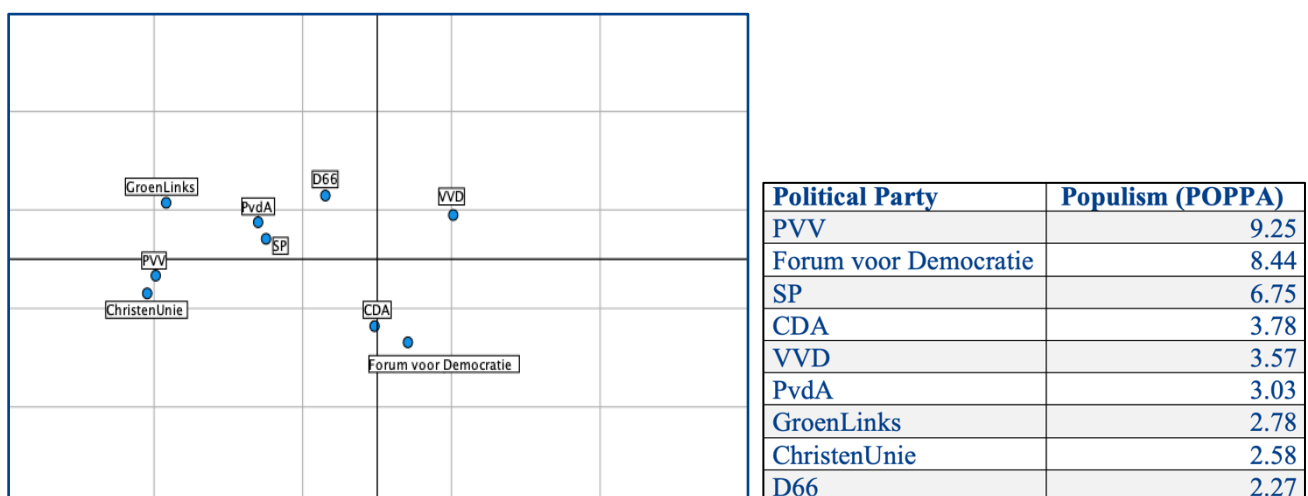 D66
GroenLinks
VVD
PvdA
SP
PVV
ChristenUnie
CDA
Forum voor Democratie
Political Party Populism (POPPA)
PVV 9.25
Forum voor Democratie 8.44
SP 6.75
CDA 3.78
VVD 3.57
PvdA 3.03
GroenLinks 2.78
ChristenUnie 2.58
D66 2.27